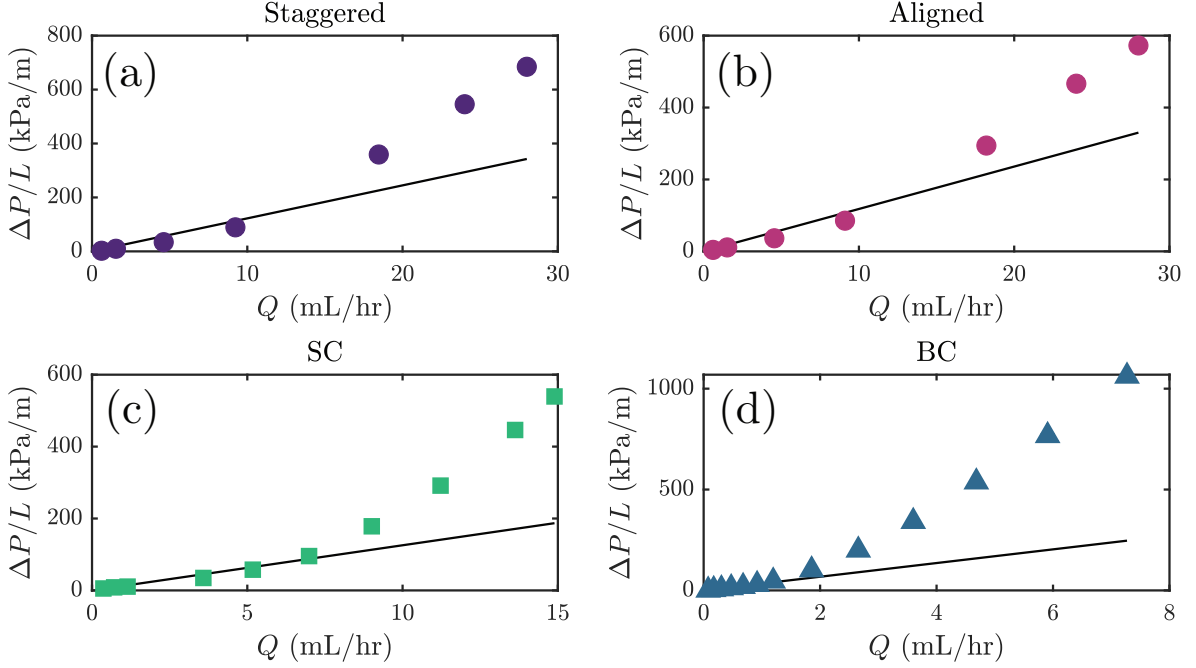 Staggered
800
600
400
200
0
(a)
ΔP/L (kPa/m)
0 10 20 30
Q (mL/hr)
Aligned
600
400
200
0
(b)
ΔP/L (kPa/m)
0 10 20 30
Q (mL/hr)
SC
600
400
200
0
(c)
ΔP/L (kPa/m)
0 5 10 15
Q (mL/hr)
BC
1000
500
0
(d)
ΔP/L (kPa/m)
0 2 4 6 8
Q (mL/hr)